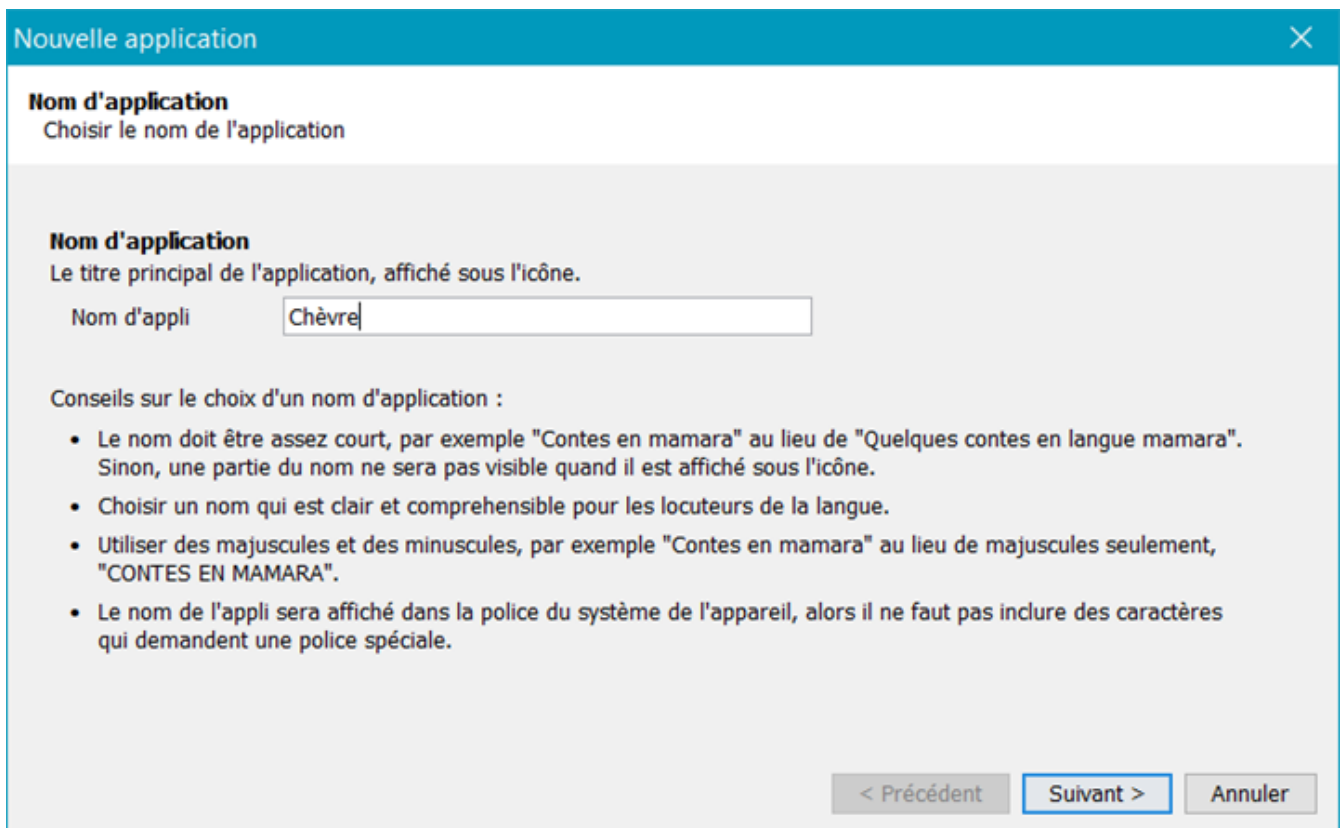 Nouvelle application
Nom d'application
Choisir le nom de l'application
Nom d'application
Le titre principal de l'application, affiché sous l'icône.
Nom d'appli Chèvre
Conseils sur le choix d'un nom d'application :
• Le nom doit être assez court, par exemple "Contes en mamara" au lieu de "Quelques contes en langue mamara".
Sinon, une partie du nom ne sera pas visible quand il est affiché sous l'icône.
• Choisir un nom qui est clair et comprehensible pour les locuteurs de la langue.
• Utiliser des majuscules et des minuscules, par exemple "Contes en mamara" au lieu de majuscules seulement,
"CONTES EN MAMARA".
• Le nom de l'appli sera affiché dans la police du système de l'appareil, alors il ne faut pas inclure des caractères
qui demandent une police spéciale.
< Précédent Suivant > Annuler